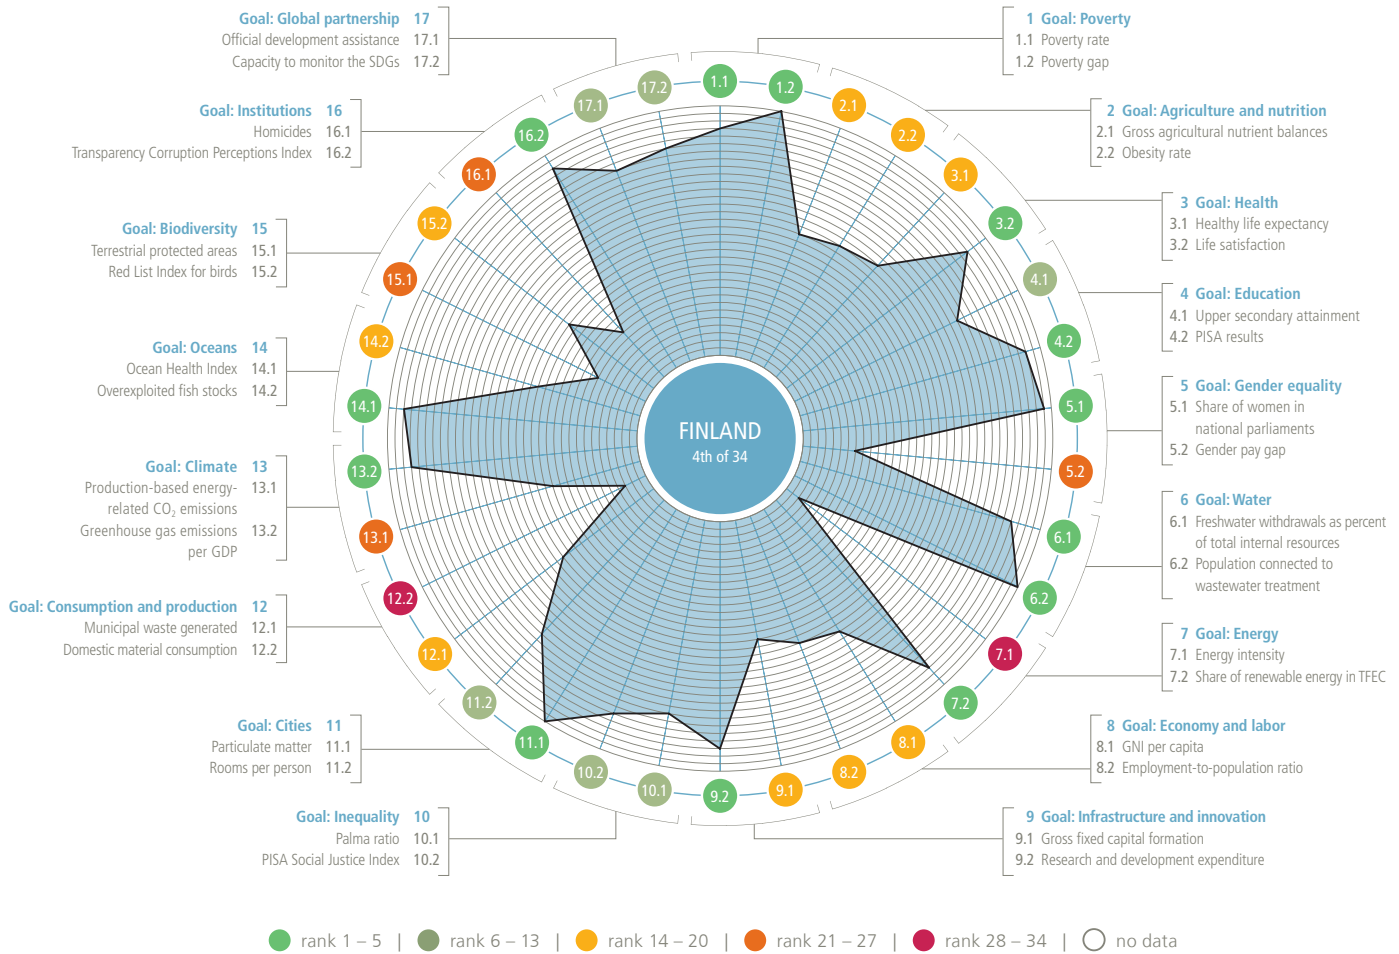 Goal: Global partnership 17
Official development assistance 17.1
Capacity to monitor the SDGs 17.2
1 Goal: Poverty
1.1 Poverty rate
1.2 Poverty gap
Goal: Institutions 16
Homicides 16.1
Transparency Corruption Perceptions Index 16.2
2 Goal: Agriculture and nutrition
2.1 Gross agricultural nutrient balances
2.2 Obesity rate
3 Goal: Health
3.1 Healthy life expectancy
3.2 Life satisfaction
Goal: Biodiversity 15
Terrestrial protected areas 15.1
Red List Index for birds 15.2
4 Goal: Education
4.1 Upper secondary attainment
4.2 PISA results
Goal: Oceans 14
Ocean Health Index 14.1
Overexploited fish stocks 14.2
5 Goal: Gender equality
5.1 Share of women in
national parliaments
5.2 Gender pay gap
Goal: Climate 13
Production-based energy- 13.1
related CO2 emissions
Greenhouse gas emissions 13.2
per GDP
6 Goal: Water
6.1 Freshwater withdrawals as percent
of total internal resources
6.2 Population connected to
wastewater treatment
Goal: Consumption and production 12
Municipal waste generated 12.1
Domestic material consumption 12.2
7 Goal: Energy
7.1 Energy intensity
7.2 Share of renewable energy in TFEC
Goal: Cities 11
Particulate matter 11.1
Rooms per person 11.2
8 Goal: Economy and labor
8.1 GNI per capita
8.2 Employment-to-population ratio
Goal: Inequality 10
Palma ratio 10.1
PISA Social Justice Index 10.2
9 Goal: Infrastructure and innovation
9.1 Gross fixed capital formation
9.2 Research and development expenditure
1.1
1.2
2.1
2.2
3.1
3.2
4.1
4.2
5.1
5.2
6.1
6.2
7.1
7.2
8.1
8.2
9.1
9.2
10.1
10.2
11.1
11.2
12.1
12.2
13.1
13.2
14.1
14.2
15.1
15.2
16.1
16.2
17.1
17.2
FINLAND
4th of 34
rank 1 – 5 | rank 6 – 13 | rank 14 – 20 | rank 21 – 27 | rank 28 – 34 | no data